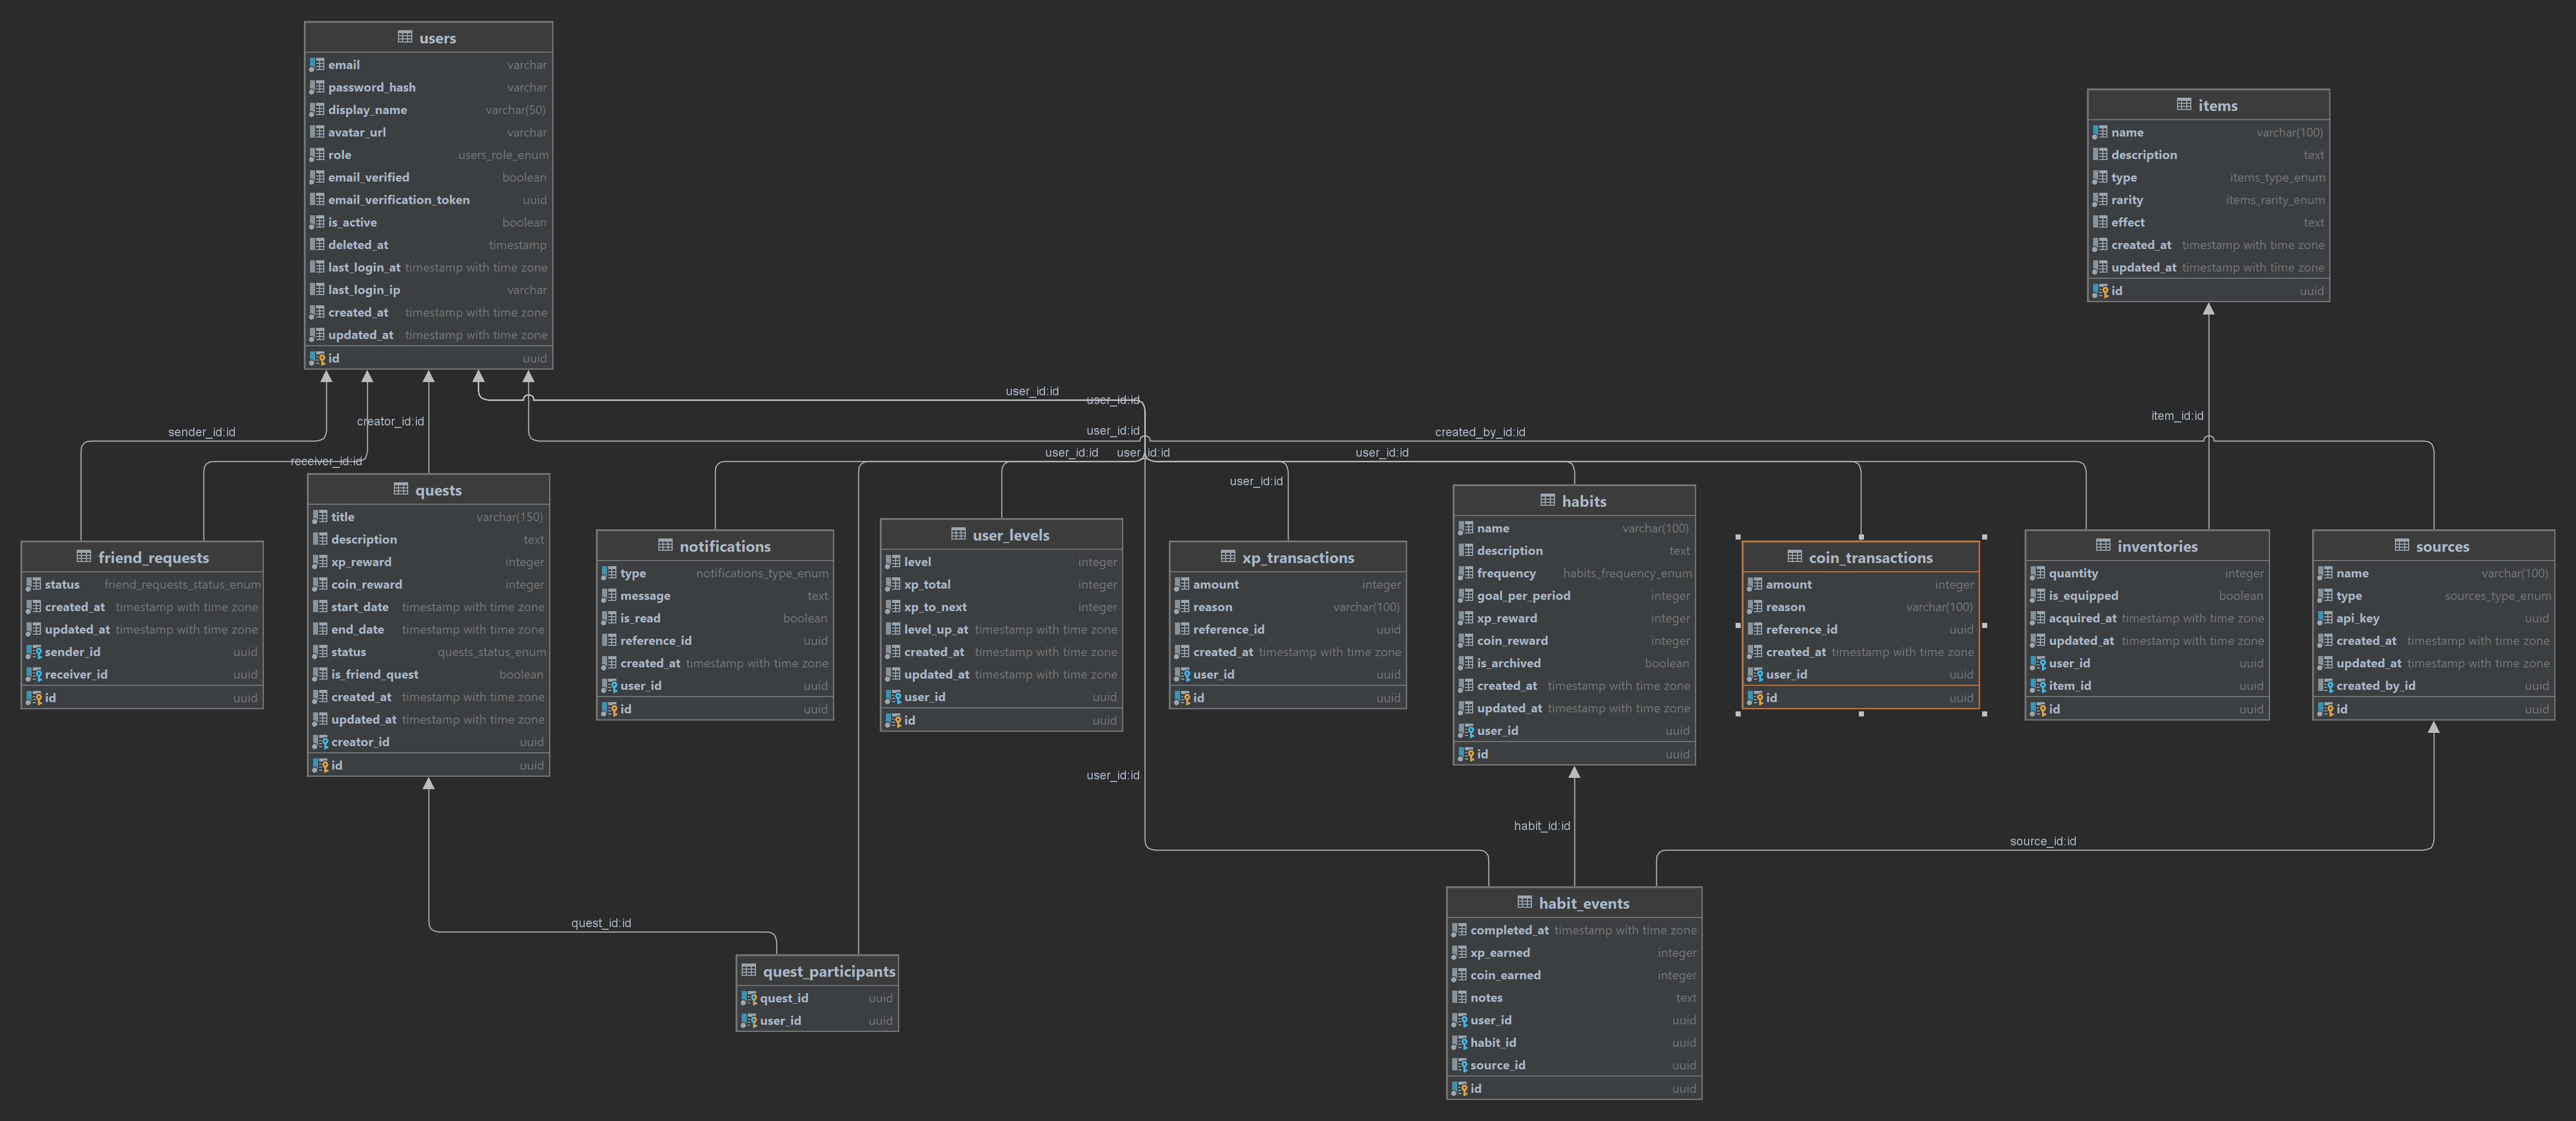 users
email varchar
password_hash varchar
display_name varchar(50)
avatar_url varchar
role users_role_enum
email_verified boolean
email_verification_token uuid
is_active boolean
deleted_at timestamp
last_login_at timestamp with time zone
last_login_ip varchar
created_at timestamp with time zone
updated_at timestamp with time zone
id uuid
items
name varchar(100)
description text
type items_type_enum
rarity items_rarity_enum
effect text
created_at timestamp with time zone
updated_at timestamp with time zone
id uuid
user_id:id
user_id:id
item_id:id
creator_id:id
sender_id:id
user_id:id
created_by_id:id
receiver_id:id
user_id:id
user_id:id
user_id:id
user_id:id
friend_requests
status friend_requests_status_enum
created_at timestamp with time zone
updated_at timestamp with time zone
sender_id uuid
receiver_id uuid
id uuid
quests
title varchar(150)
description text
xp_reward integer
coin_reward integer
start_date timestamp with time zone
end_date timestamp with time zone
status quests_status_enum
is_friend_quest boolean
created_at timestamp with time zone
updated_at timestamp with time zone
creator_id uuid
id uuid
notifications
type notifications_type_enum
message text
is_read boolean
reference_id uuid
created_at timestamp with time zone
user_id uuid
id uuid
user_levels
level integer
xp_total integer
xp_to_next integer
level_up_at timestamp with time zone
created_at timestamp with time zone
updated_at timestamp with time zone
user_id uuid
id uuid
xp_transactions
amount integer
reason varchar(100)
reference_id uuid
created_at timestamp with time zone
user_id uuid
id uuid
habits
name varchar(100)
description text
frequency habits_frequency_enum
goal_per_period integer
xp_reward integer
coin_reward integer
is_archived boolean
created_at timestamp with time zone
updated_at timestamp with time zone
user_id uuid
id uuid
coin_transactions
amount integer
reason varchar(100)
reference_id uuid
created_at timestamp with time zone
user_id uuid
id uuid
inventories
quantity integer
is_equipped boolean
acquired_at timestamp with time zone
updated_at timestamp with time zone
user_id uuid
item_id uuid
id uuid
sources
name varchar(100)
type sources_type_enum
api_key uuid
created_at timestamp with time zone
updated_at timestamp with time zone
created_by_id uuid
id uuid
user_id:id
habit_id:id
source_id:id
quest_id:id
quest_participants
quest_id uuid
user_id uuid
habit_events
completed_at timestamp with time zone
xp_earned integer
coin_earned integer
notes text
user_id uuid
habit_id uuid
source_id uuid
id uuid